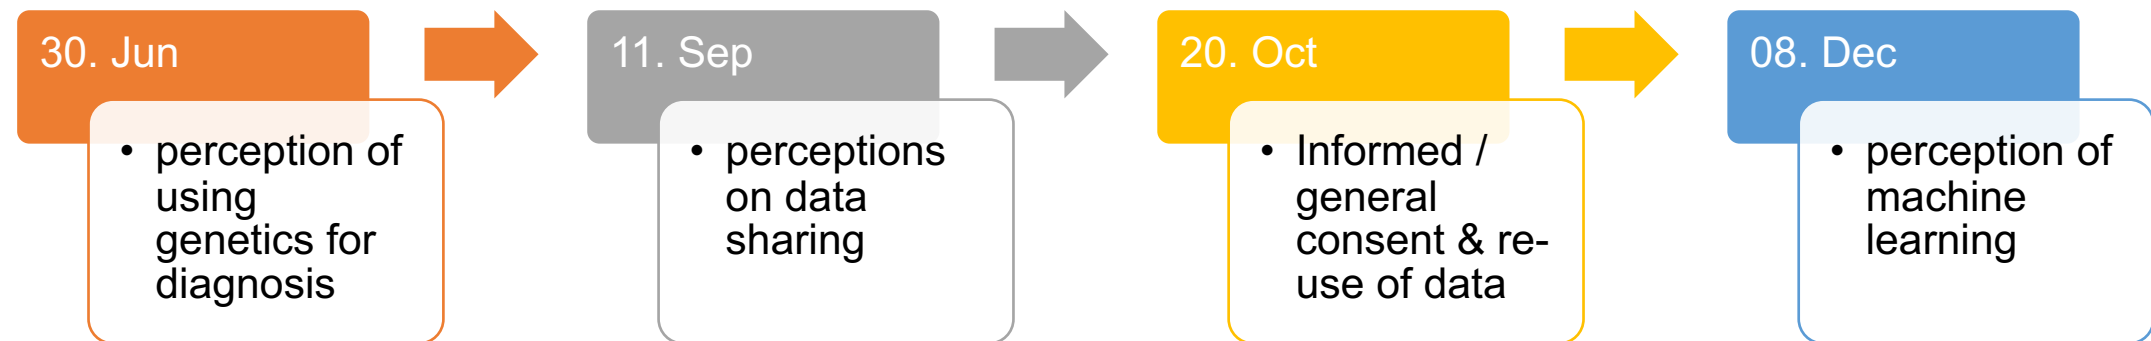 30. Jun
• perception of
using
genetics for
diagnosis
11. Sep
• perceptions
on data
sharing
20. Oct
• Informed /
general
consent & re-
use of data
08. Dec
• perception of
machine
learning